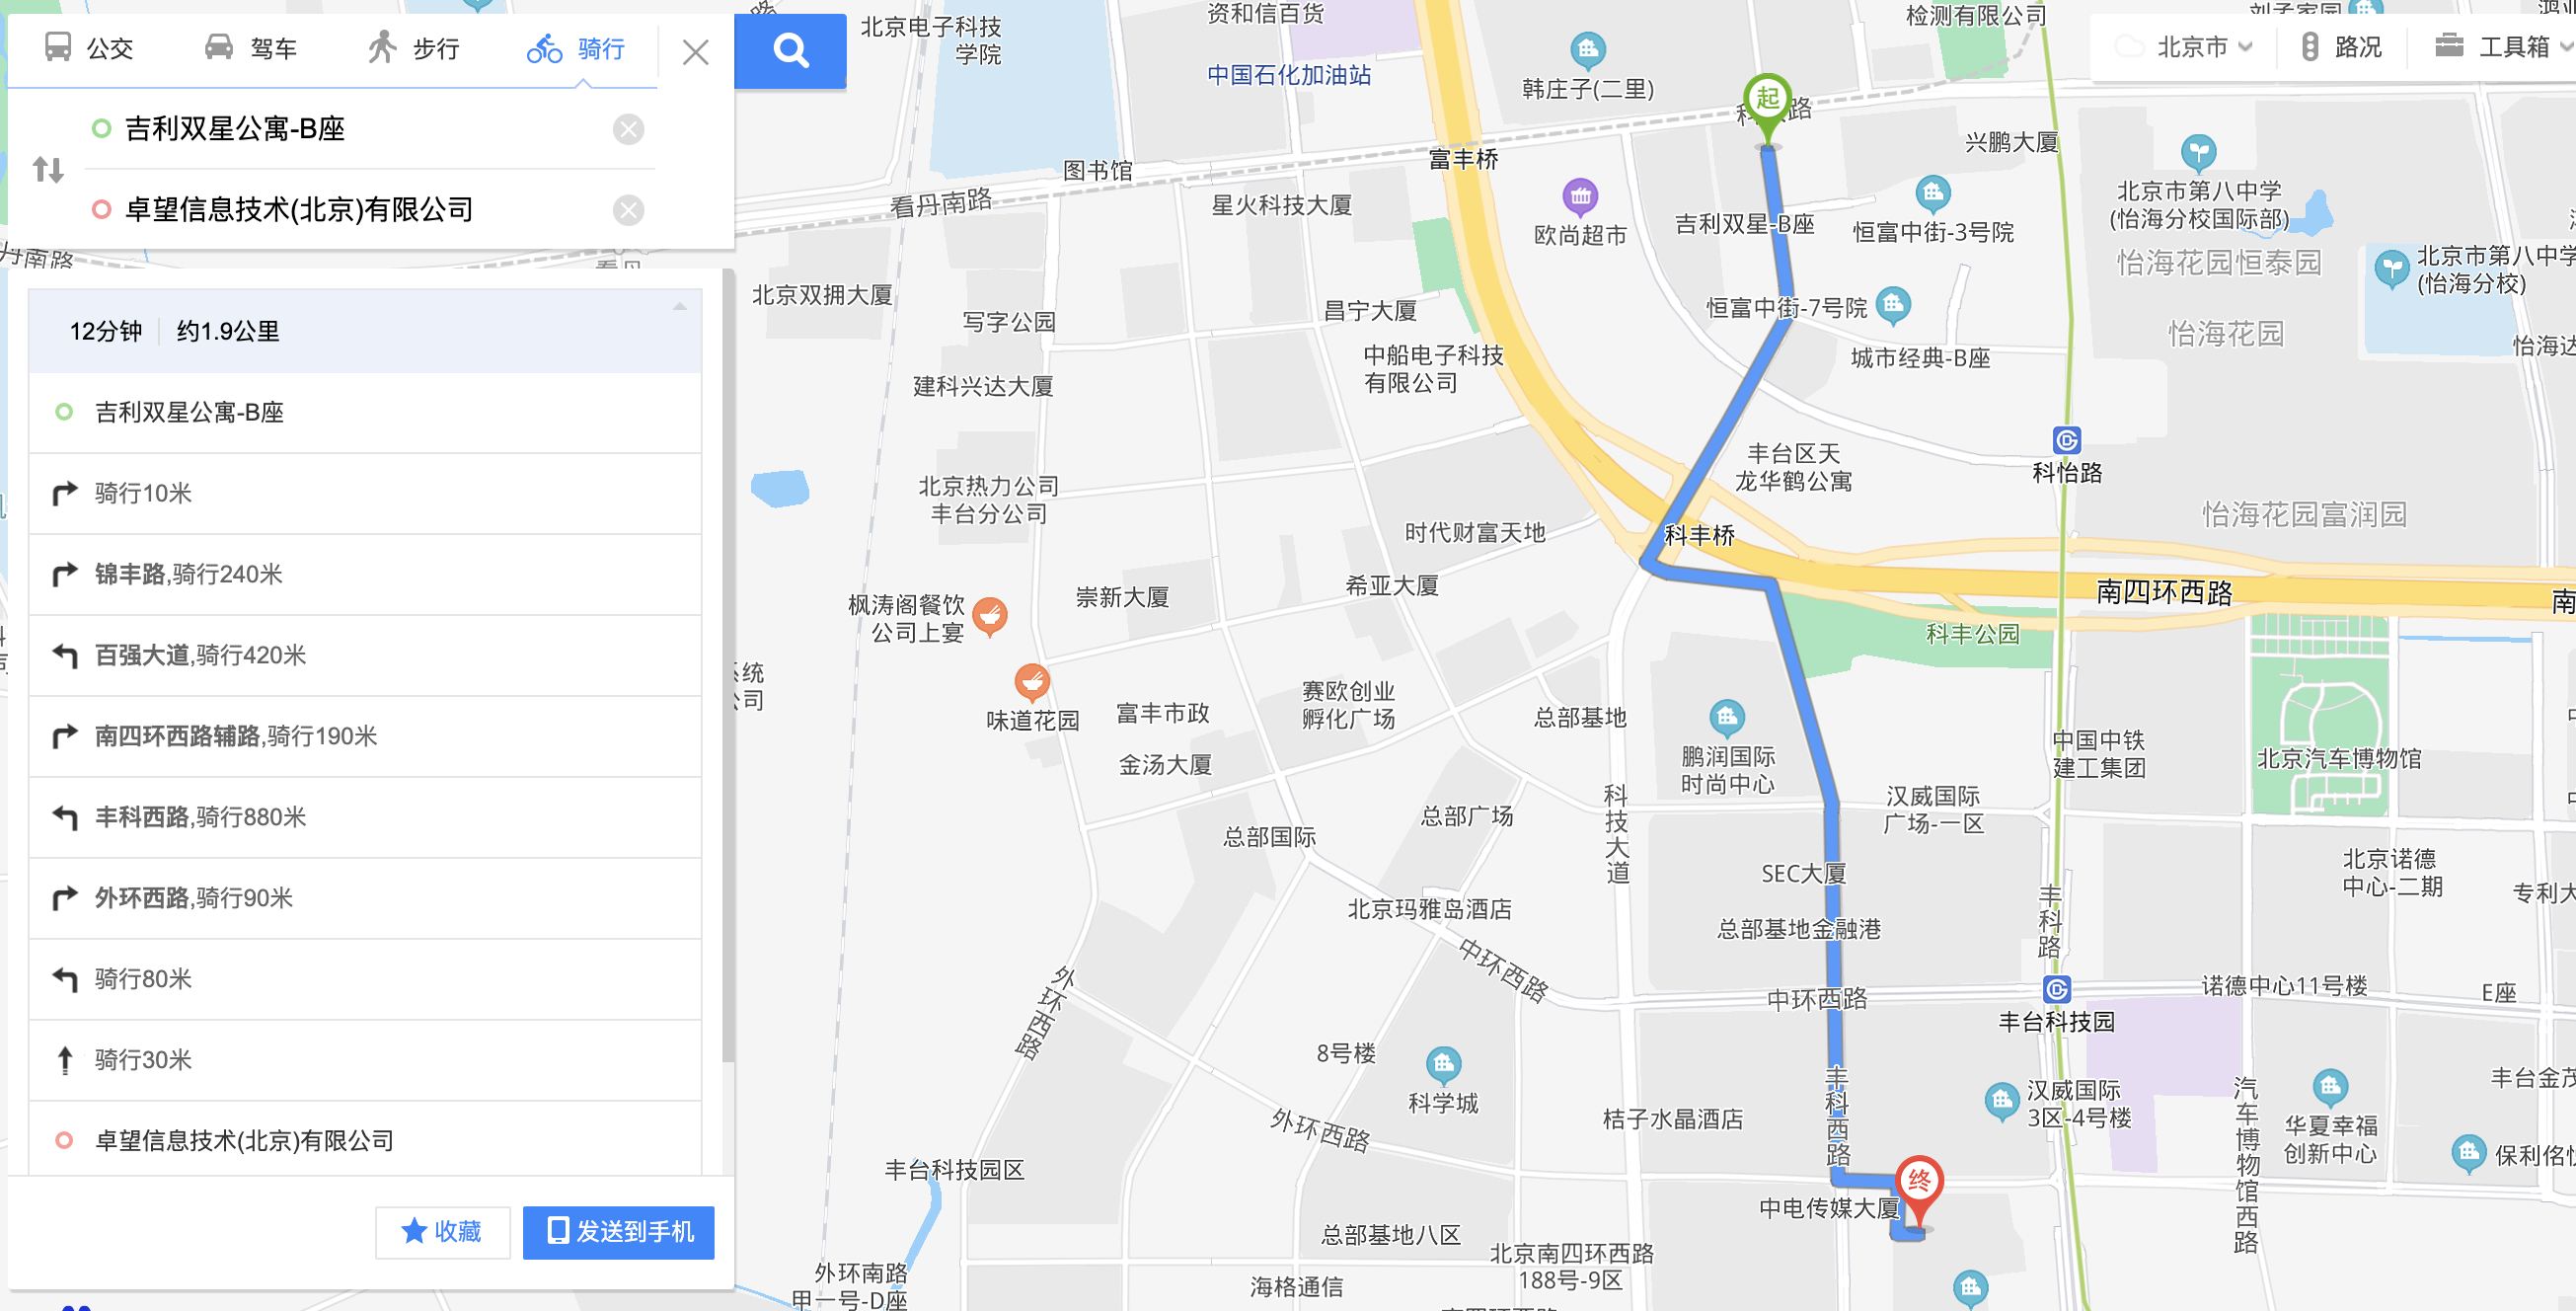 公交
驾车
步行
骑行
吉利双星公寓-B座
卓望信息技术(北京)有限公司
12分钟
约1.9公里
吉利双星公寓-B座
骑行10米
锦丰路,骑行240米
百强大道,骑行420米
南四环西路辅路,骑行190米
丰科西路,骑行880米
外环西路,骑行90米
骑行80米
骑行30米
卓望信息技术(北京)有限公司
收藏
发送到手机
北京市
路况
工具箱
北京电子科技
学院
资和信百货
中国石化加油站
韩庄子(二里)
检测有限公司
起
兴鹏大厦
图书馆
富丰桥
看丹南路
星火科技大厦
欧尚超市
吉利双星-B座
恒富中街-3号院
北京市第八中学
(怡海分校国际部)
怡海花园恒泰园
北京市第八中学
(怡海分校)
丹南路
北京双拥大厦
写字公园
昌宁大厦
恒富中街-7号院
怡海花园
中船电子科技
有限公司
城市经典-B座
建科兴达大厦
丰台区天
龙华鹤公寓
科怡路
北京热力公司
丰台分公司
时代财富天地
科丰桥
怡海花园富润园
枫涛阁餐饮
公司上宴
崇新大厦
希亚大厦
南四环西路
南
科丰公园
味道花园
富丰市政
赛欧创业
孵化广场
总部基地
鹏润国际
时尚中心
中国中铁
建工集团
北京汽车博物馆
金汤大厦
科技大道
汉威国际
广场-一区
总部国际
总部广场
SEC大厦
北京诺德
中心-二期
北京玛雅岛酒店
总部基地金融港
丰科路
中环西路
外环西路
中环西路
诺德中心11号楼
E座
丰台科技园
8号楼
科学城
丰科西路
汉威国际
3区-4号楼
汽车博物馆西路
华夏幸福
创新中心
外环西路
桔子水晶酒店
丰台科技园区
终
中电传媒大厦
总部基地八区
北京南四环西路
188号-9区
外环南路
甲一号-D座
海格通信